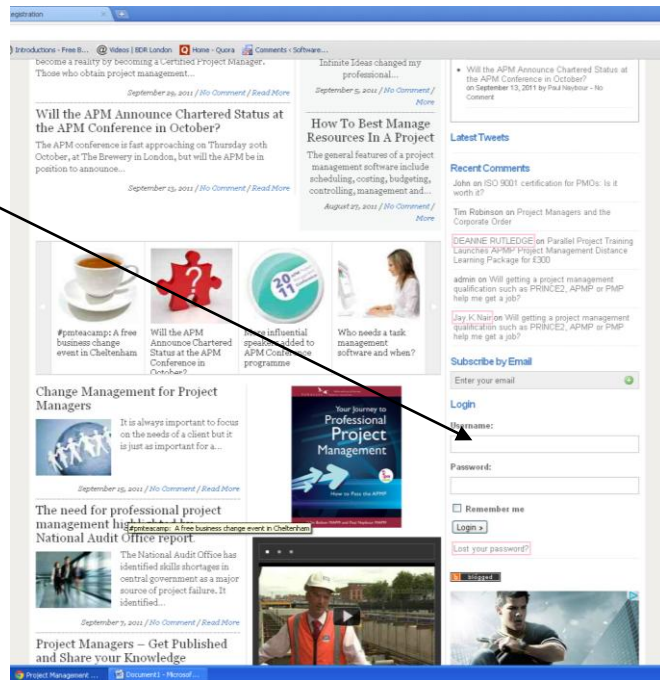 egistration
Introductions - Free B...
Videos | BDR London
Home - Quora
Comments ‹ Software...
become a reality by becoming a Certified Project Manager.
Those who obtain project management...
September 29, 2011 / No Comment / Read More
Will the APM Announce Chartered Status at
the APM Conference in October?
The APM conference is fast approaching on Thursday 20th
October, at The Brewery in London, but will the APM be in
position to announce...
September 13, 2011 / No Comment / Read More
Infinite Ideas changed my
professional...
September 5, 2011 / No Comment /
More
How To Best Manage
Resources In A Project
The general features of a project
management software include
scheduling, costing, budgeting,
controlling, management and...
August 27, 2011 / No Comment /
More
Will the APM Announce Chartered Status at
the APM Conference in October?
on September 13, 2011 by Paul Naybour - No
Comment
Latest Tweets
Recent Comments
John on ISO 9001 certification for PMOs: Is it
worth it?
Tim Robinson on Project Managers and the
Corporate Order
DEANNE RUTLEDGE on Parallel Project Training
Launches APMP Project Management Distance
Learning Package for £300
admin on Will getting a project management
qualification such as PRINCE2, APMP or PMP
help me get a job?
Jay K Nair on Will getting a project management
qualification such as PRINCE2, APMP or PMP
help me get a job?
Subscribe by Email
Enter your email
Login
Username:
Password:
Remember me
Login »
Lost your password?
blogged
#pmteacamp: A free
business change
event in Cheltenham
Will the APM
Announce Chartered
Status at the APM
Conference in
October?
2011
conference
More influential
speakers added to
APM Conference
programme
Who needs a task
management
software and when?
Change Management for Project
Managers
It is always important to focus
on the needs of a client but it
is just as important for a...
September 15, 2011 / No Comment / Read More
Your Journey to
Professional
Project
Management
How to Pass the APMP
The need for professional project
management highlighted by
#pmteacamp: A free business change event in Cheltenham
National Audit Office report
The National Audit Office has
identified skills shortages in
central government as a major
source of project failure. It
identified...
September 7, 2011 / No Comment / Read More
Project Managers – Get Published
and Share your Knowledge
Project Management ...
Document1 - Microsof...